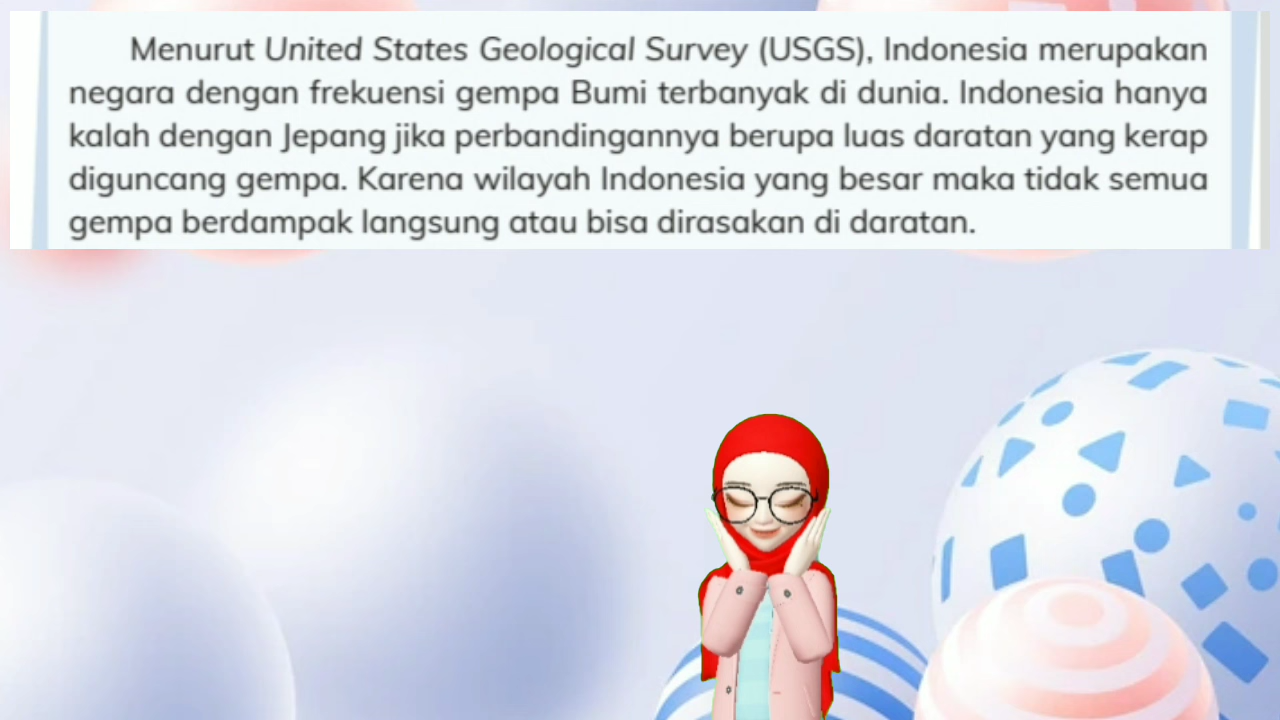 Menurut United States Geological Survey (USGS), Indonesia merupakan
negara dengan frekuensi gempa Bumi terbanyak di dunia. Indonesia hanya
kalah dengan Jepang jika perbandingannya berupa luas daratan yang kerap
diguncang gempa. Karena wilayah Indonesia yang besar maka tidak semua
gempa berdampak langsung atau bisa dirasakan di daratan.